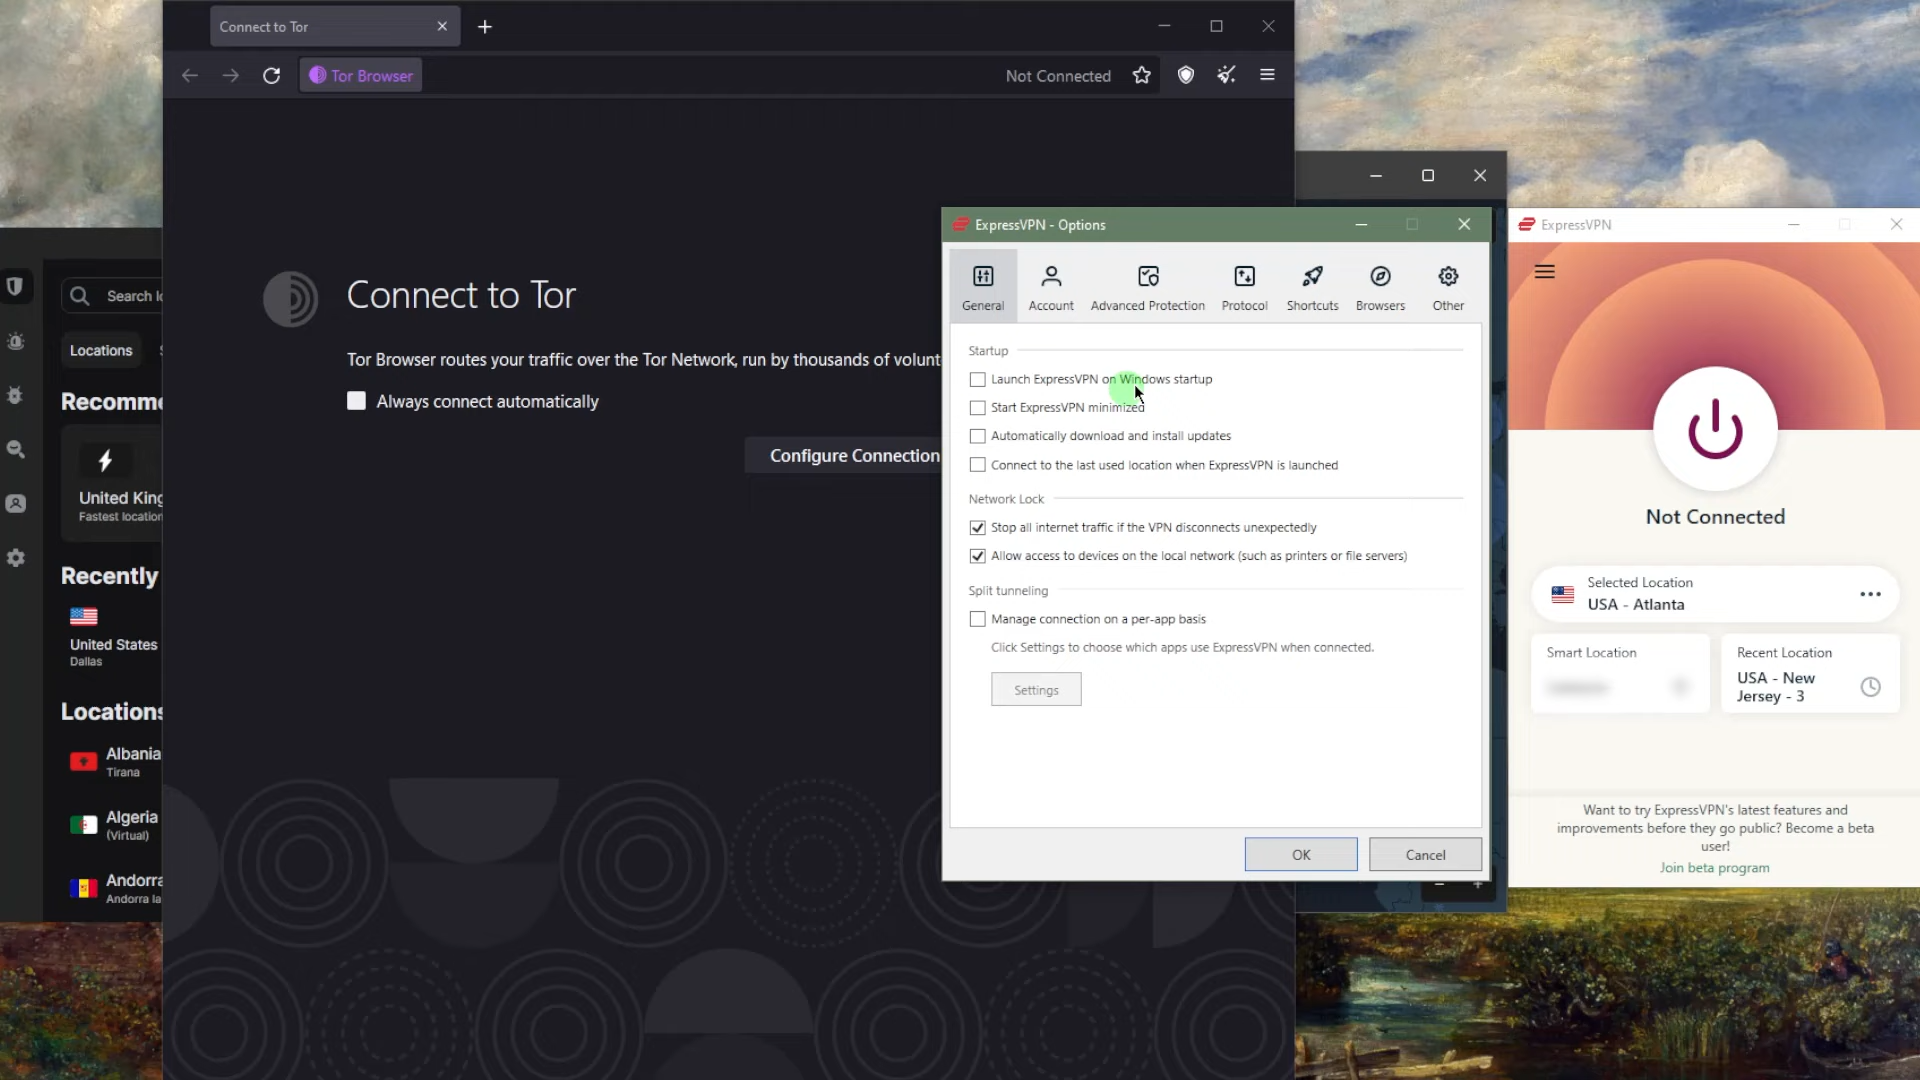 Connect to Tor
Tor Browser
Not Connected
Connect to Tor
Tor Browser routes your traffic over the Tor Network, run by thousands of volunt
Always connect automatically
Configure Connection
Search lo
Locations
Recomme
United King
Fastest location
Recently
United States
Dallas
Locations
Albania
Tirana
Algeria
(Virtual)
Andorra
Andorra la
ExpressVPN - Options
General
Account
Advanced Protection
Protocol
Shortcuts
Browsers
Other
Startup
Launch ExpressVPN on Windows startup
Start ExpressVPN minimized
Automatically download and install updates
Connect to the last used location when ExpressVPN is launched
Network Lock
Stop all internet traffic if the VPN disconnects unexpectedly
Allow access to devices on the local network (such as printers or file servers)
Split tunneling
Manage connection on a per-app basis
Click Settings to choose which apps use ExpressVPN when connected.
Settings
OK
Cancel
ExpressVPN
Not Connected
Selected Location
USA - Atlanta
Smart Location
Recent Location
USA - New
Jersey - 3
Want to try ExpressVPN's latest features and
improvements before they go public? Become a beta
user!
Join beta program